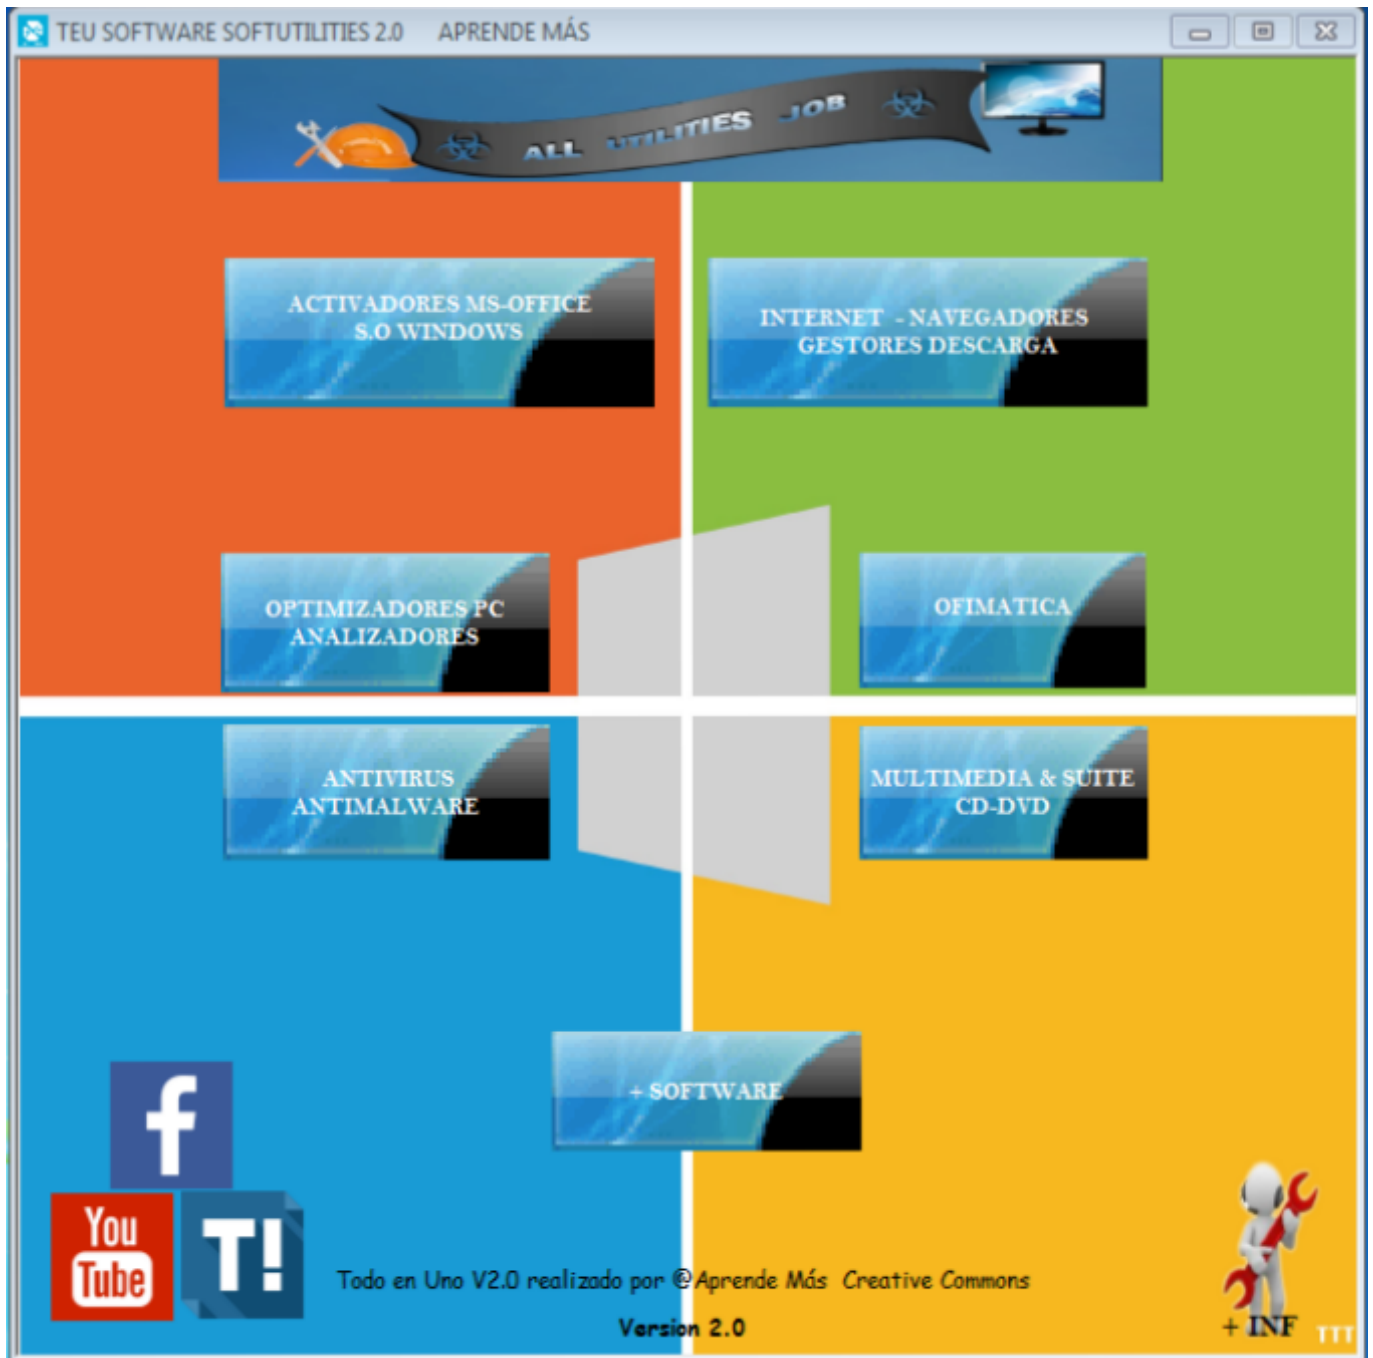 TEU SOFTWARE SOFTUTILITIES 2.0 APRENDE MÁS
ALL UTILITIES JOB
ACTIVADORES MS-OFFICE
S.O WINDOWS
INTERNET - NAVEGADORES
GESTORES DESCARGA
OPTIMIZADORES PC
ANALIZADORES
OFIMATICA
ANTIVIRUS
ANTIMALWARE
MULTIMEDIA & SUITE
CD-DVD
+ SOFTWARE
f
You
Tube
T!
Todo en Uno V2.0 realizado por @Aprende Más Creative Commons
Version 2.0
+ INF
TTT